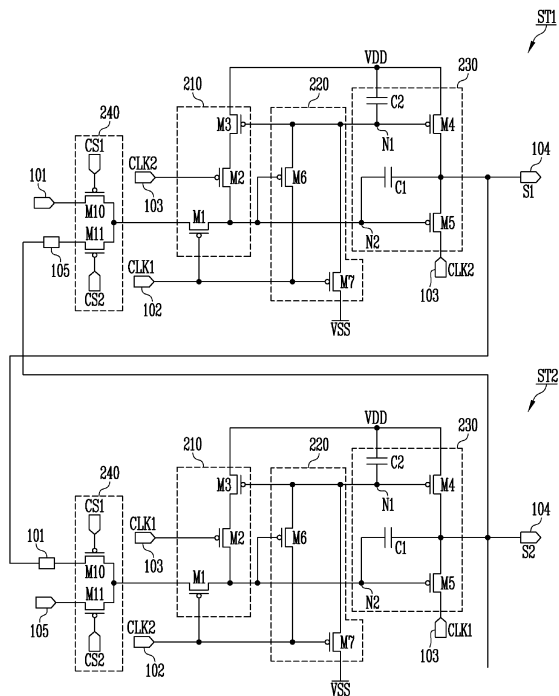 ST1
VDD
230
210
220
240
C2
M3
M4
CS1
N1
CLK2
104
101
103
M2
M6
C1
S1
M10
M1
M5
M11
N2
105
CLK1
M7
103
CLK2
CS2
102
VSS
ST2
VDD
230
210
220
240
C2
M3
M4
CS1
N1
CLK1
104
101
103
M2
M6
C1
S2
M10
M1
M5
M11
N2
105
CLK2
M7
103
CLK1
CS2
102
VSS